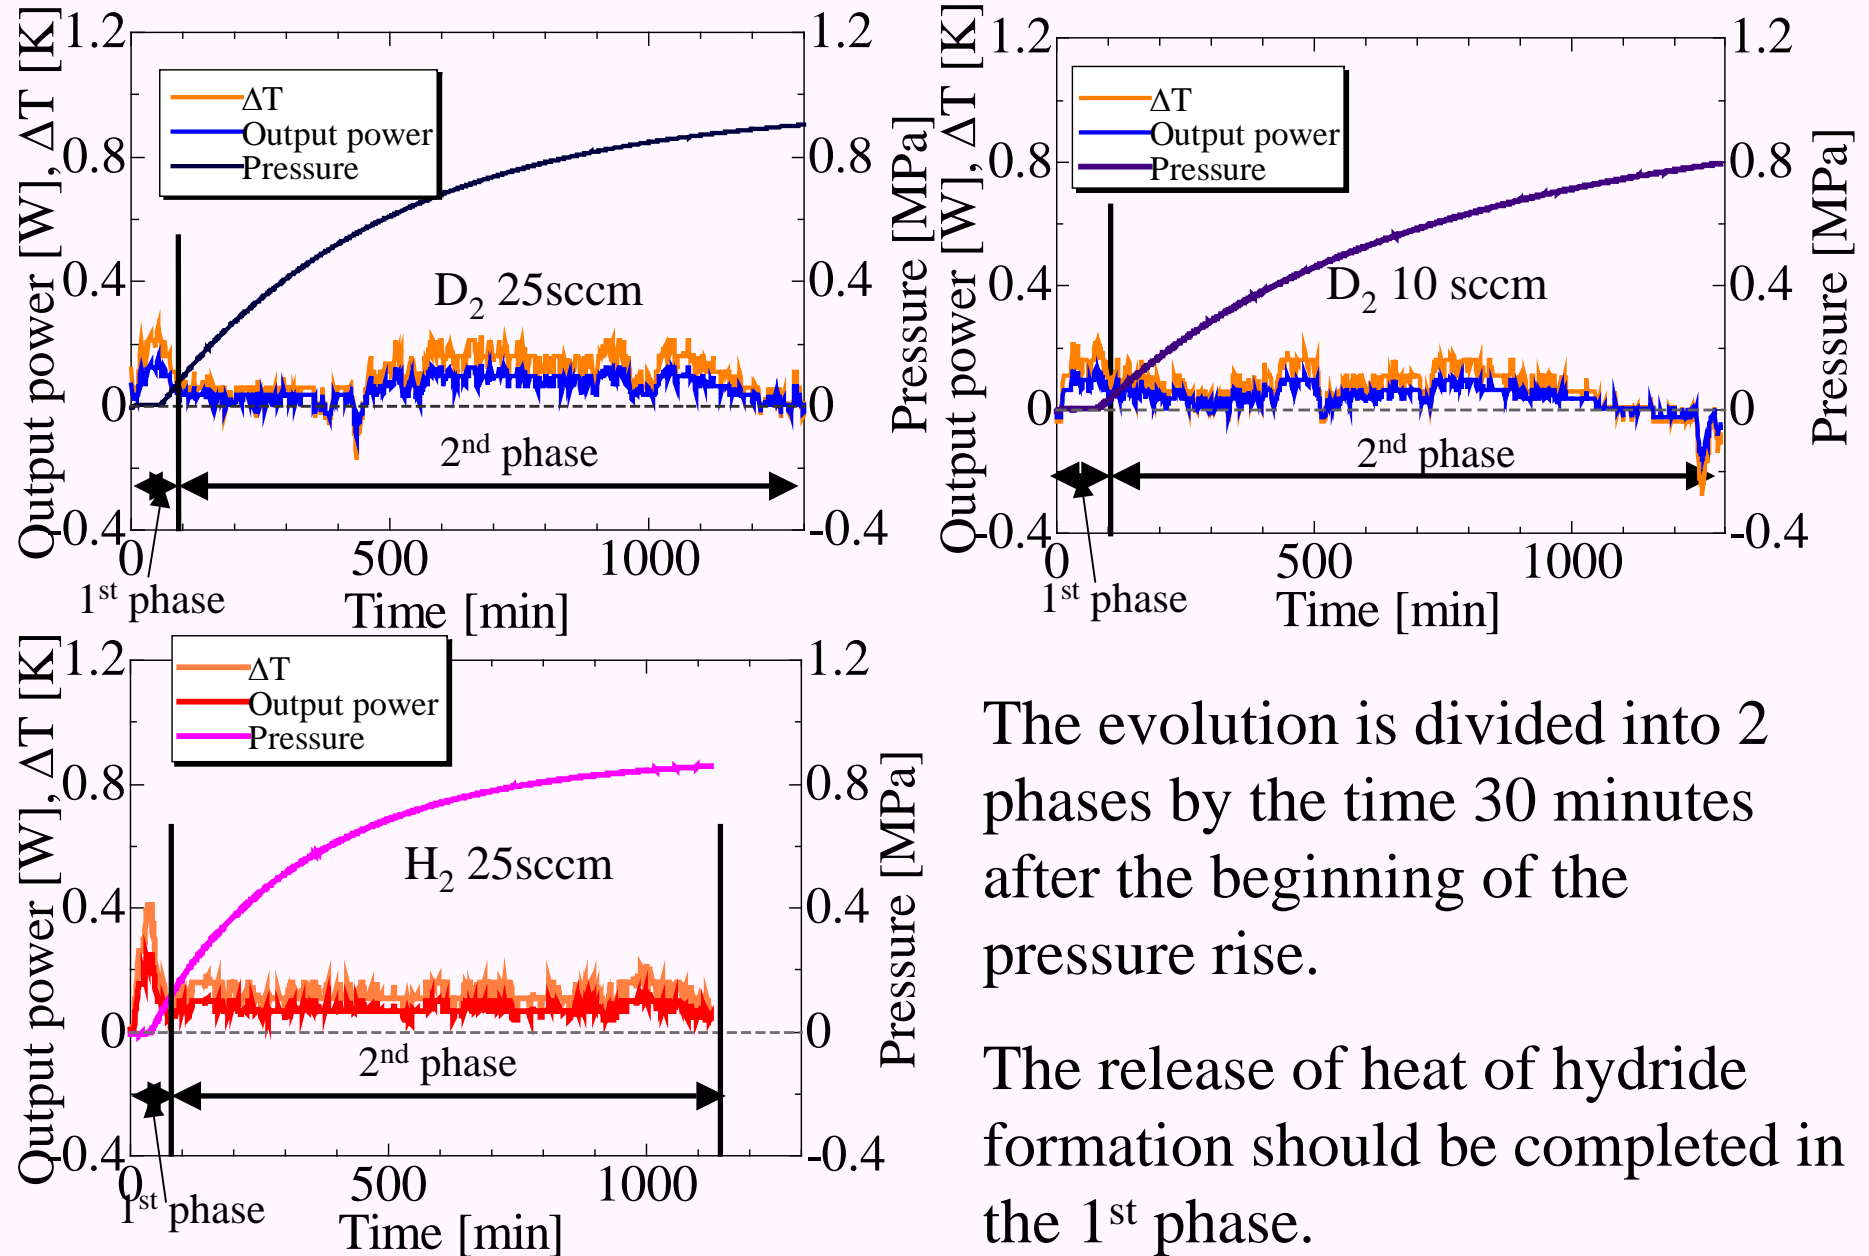 Output power [W], ΔT [K]
1.2
0.8
0.4
0
-0.4
ΔT
Output power
Pressure
D2 25sccm
2nd phase
1st phase
0
500
1000
Time [min]
1.2
0.8
0.4
0
-0.4
Pressure [MPa]
Output power [W], ΔT [K]
1.2
0.8
0.4
0
-0.4
ΔT
Output power
Pressure
D2 10 sccm
2nd phase
1st phase
0
500
1000
Time [min]
1.2
0.8
0.4
0
-0.4
Pressure [MPa]
Output power [W], ΔT [K]
1.2
0.8
0.4
0
-0.4
ΔT
Output power
Pressure
H2 25sccm
2nd phase
1st phase
0
500
1000
Time [min]
1.2
0.8
0.4
0
-0.4
Pressure [MPa]
The evolution is divided into 2
phases by the time 30 minutes
after the beginning of the
pressure rise.
The release of heat of hydride
formation should be completed in
the 1st phase.